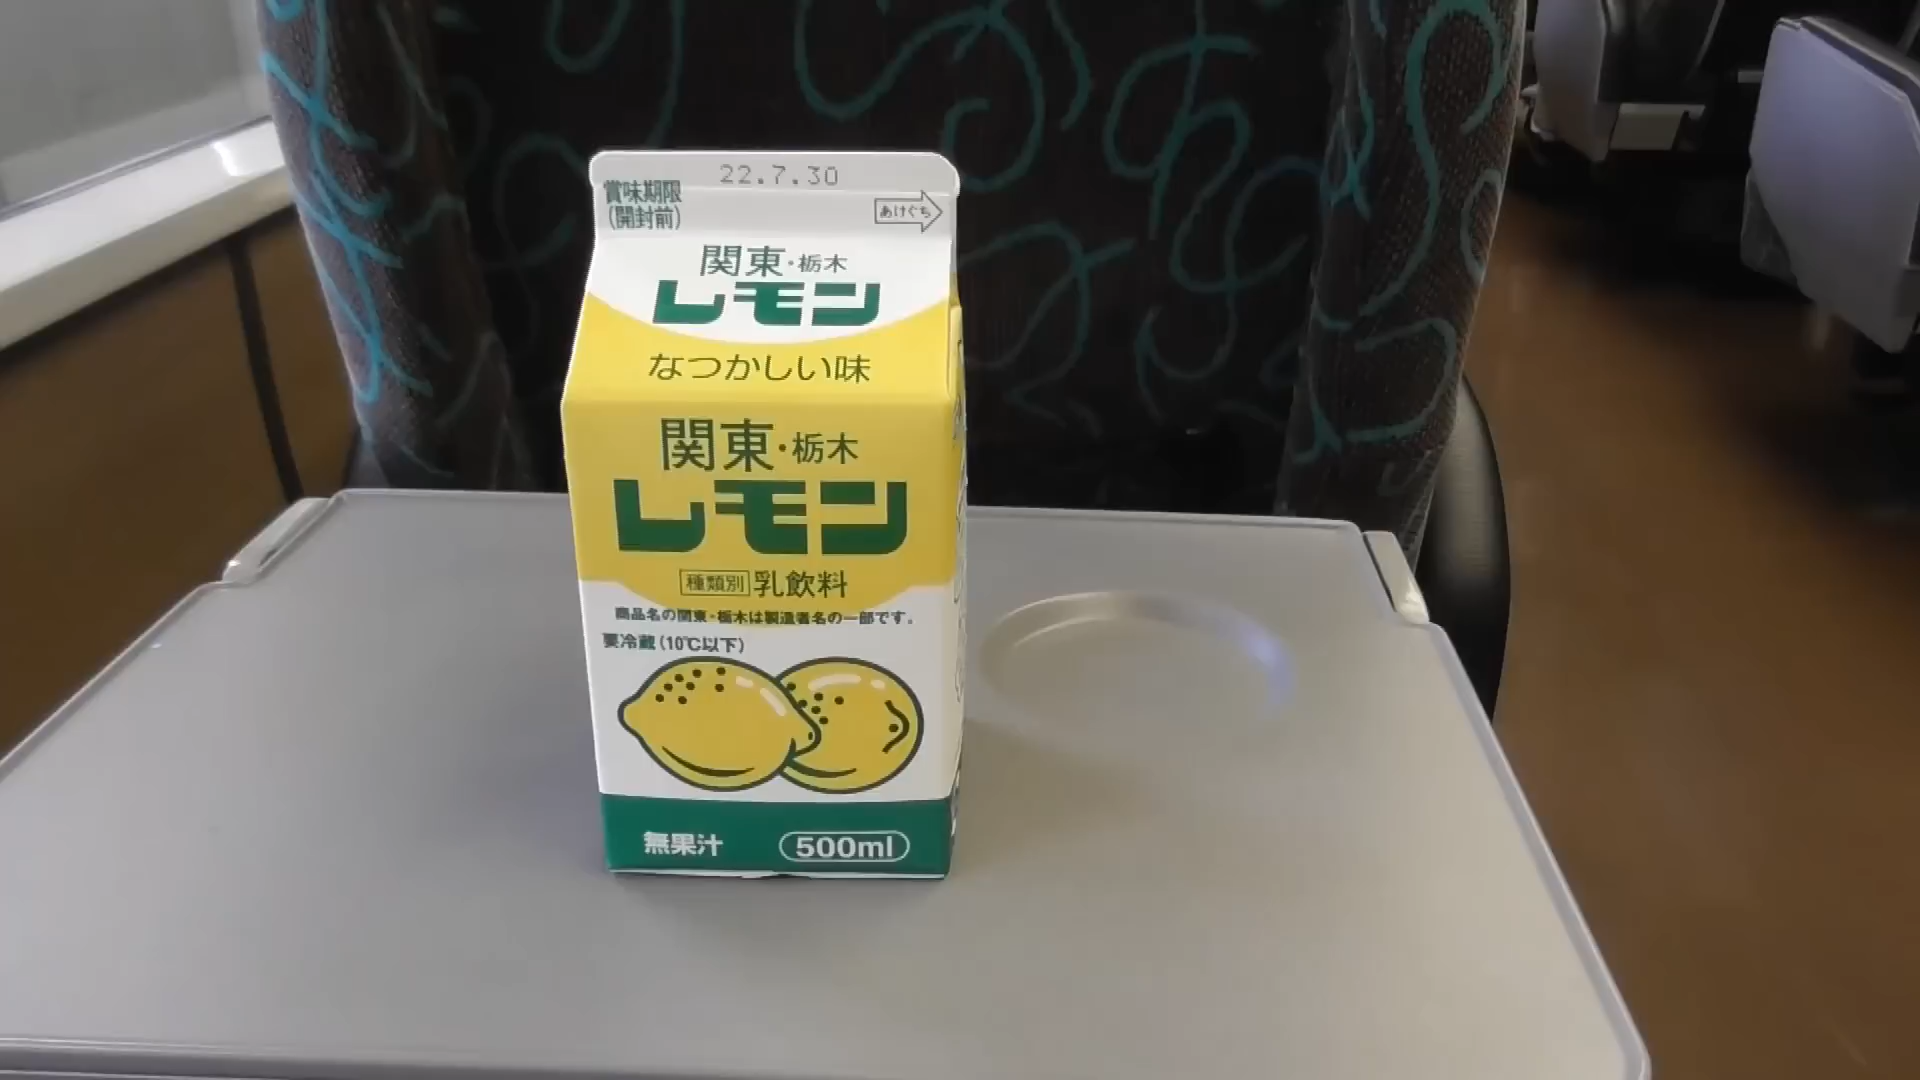 22.7.30
賞味期限
(開封前)
あけぐち
関東・栃木
レモン
なつかしい味
関東・栃木
レモン
種類別 乳飲料
商品名の関東・栃木は製造者名の一部です。
要冷蔵(10℃以下)
無果汁
500ml